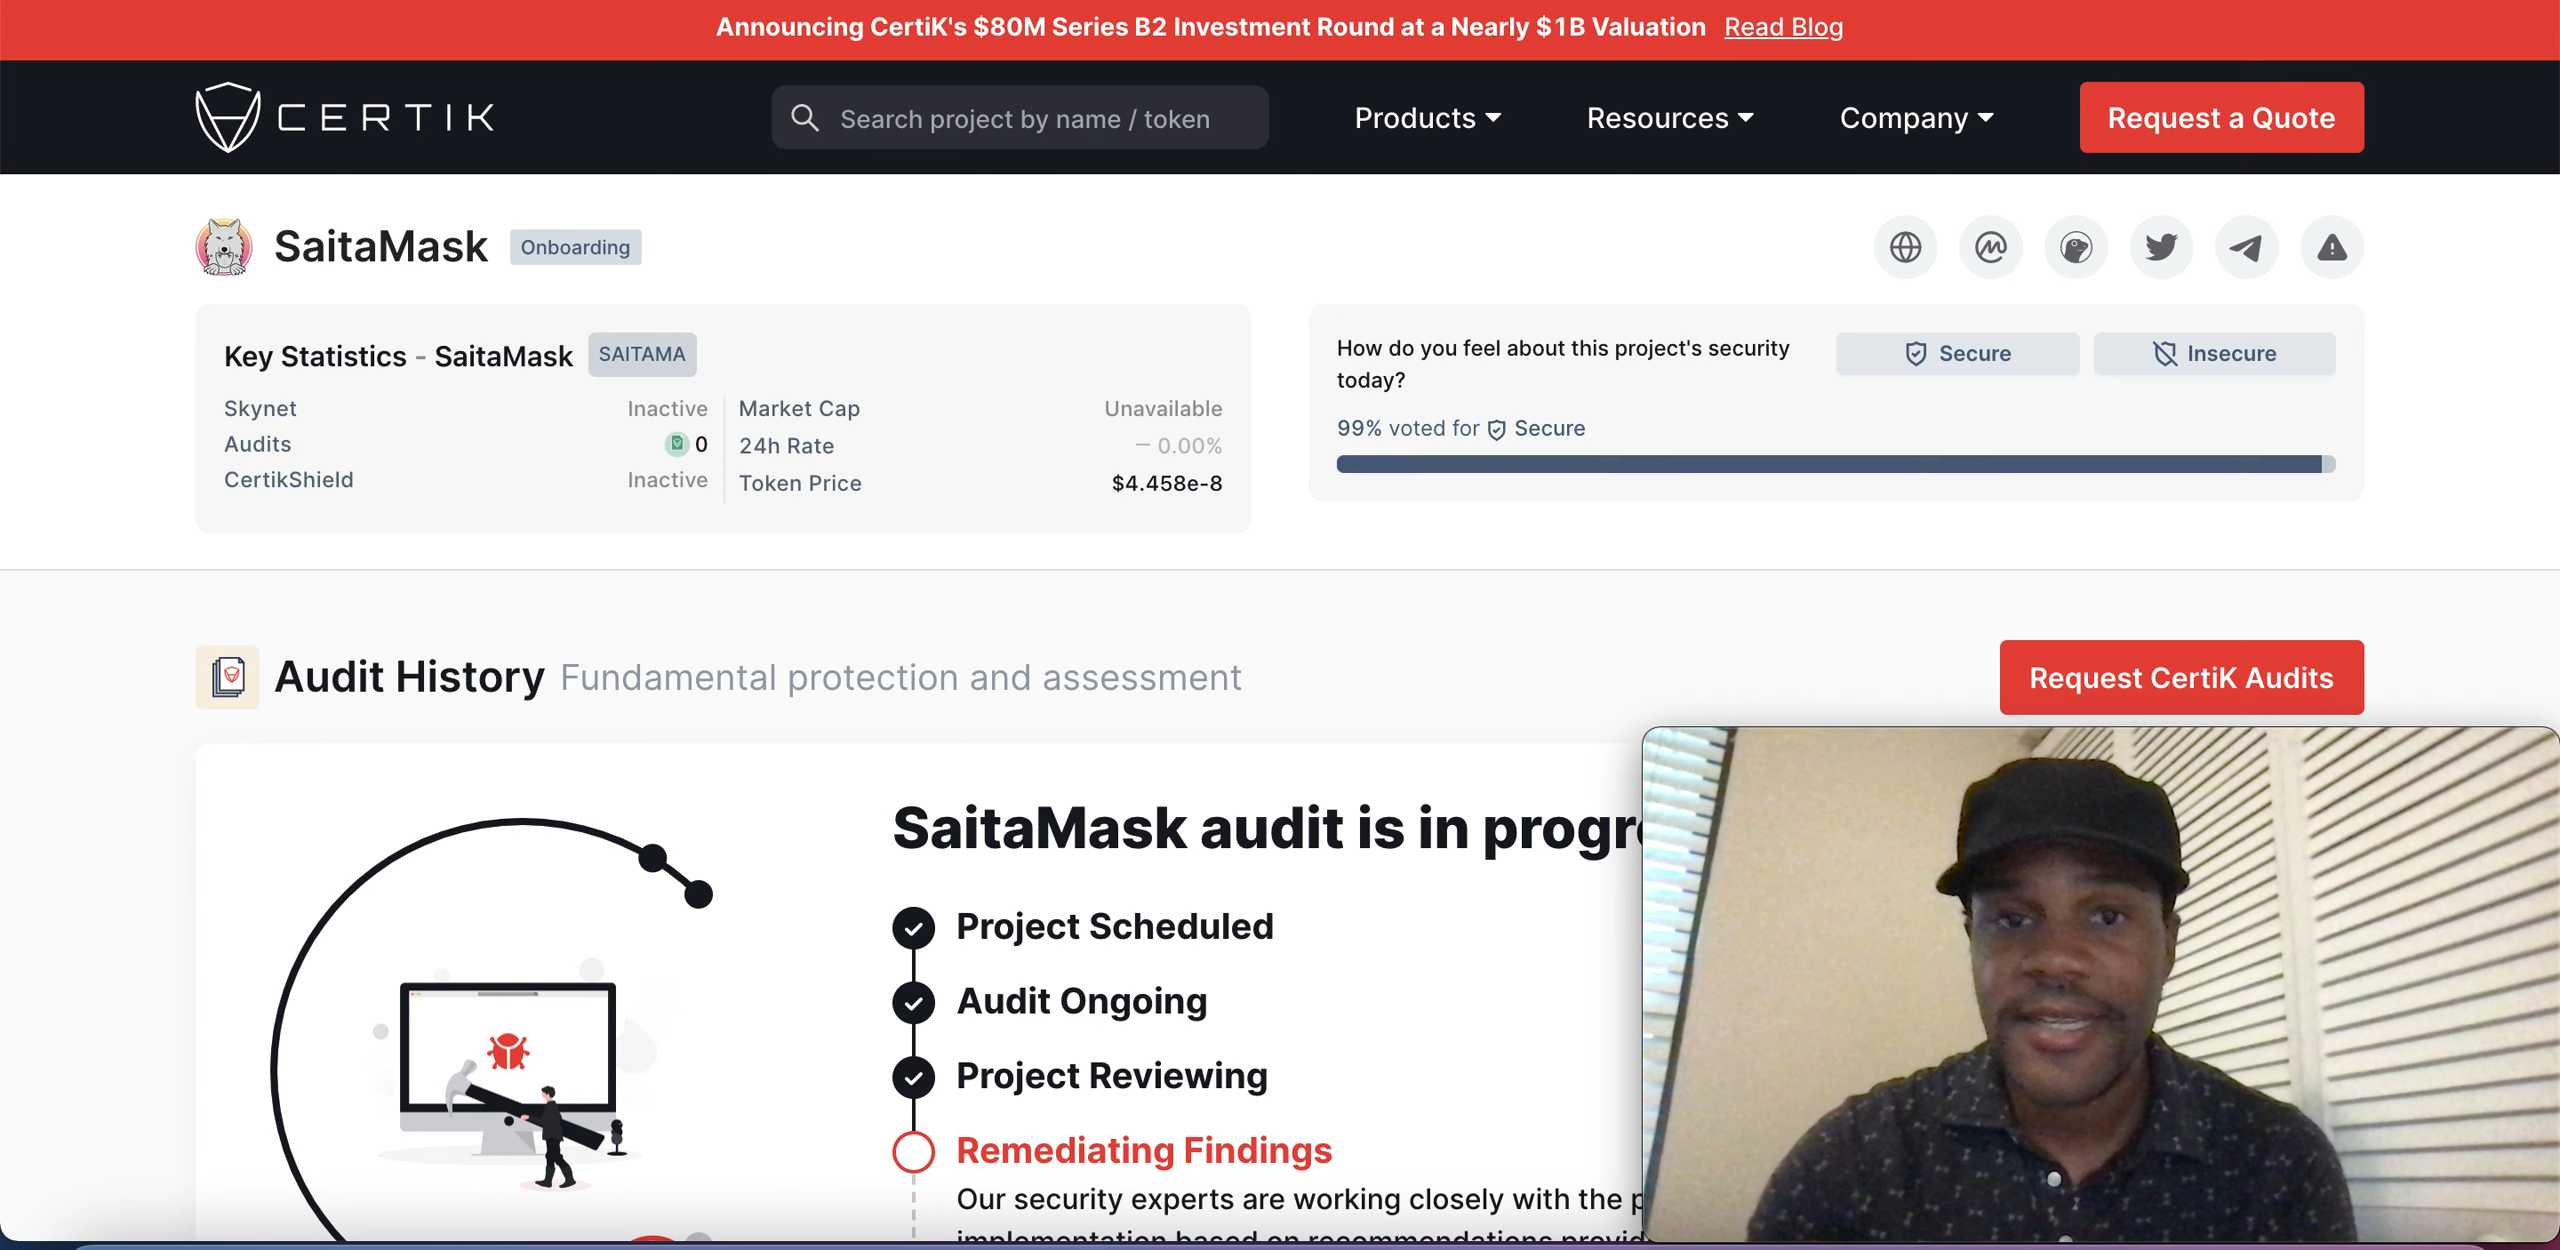 Announcing CertiK's $80M Series B2 Investment Round at a Nearly $1B Valuation Read Blog
CERTIK
Search project by name / token
Products
Resources
Company
Request a Quote
SaitaMask
Onboarding
Key Statistics - SaitaMask SAITAMA
Skynet Inactive
Audits 0
CertikShield Inactive
Market Cap Unavailable
24h Rate — 0.00%
Token Price $4.458e-8
How do you feel about this project's security
today?
Secure
Insecure
99% voted for Secure
Audit History Fundamental protection and assessment
Request CertiK Audits
SaitaMask audit is in
Project Scheduled
Audit Ongoing
Project Reviewing
Remediating Findings
Our security experts are working closely with the
implementation based on recommendations